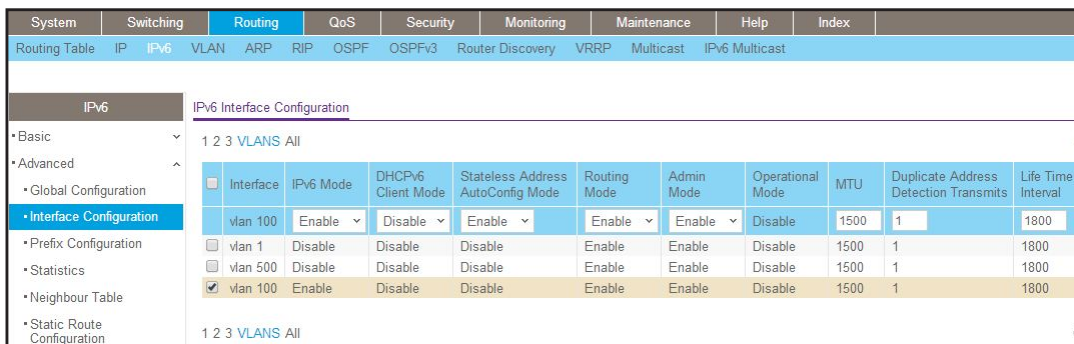 System Switching Routing QoS Security Monitoring Maintenance Help Index
Routing Table IP IPv6 VLAN ARP RIP OSPF OSPFv3 Router Discovery VRRP Multicast IPv6 Multicast
IPv6
Basic
Advanced
Global Configuration
Interface Configuration
Prefix Configuration
Statistics
Neighbour Table
Static Route
Configuration
IPv6 Interface Configuration
1 2 3 VLANS All
Interface IPv6 Mode DHCPv6 Client Mode Stateless Address AutoConfig Mode Routing Mode Admin Mode Operational Mode MTU Duplicate Address Detection Transmits Life Time Interval
vlan 100 Enable Disable Enable Enable Enable Disable 1500 1 1800
vlan 1 Disable Disable Disable Enable Enable Disable 1500 1 1800
vlan 500 Disable Disable Disable Enable Enable Disable 1500 1 1800
vlan 100 Enable Disable Disable Enable Enable Disable 1500 1 1800
1 2 3 VLANS All